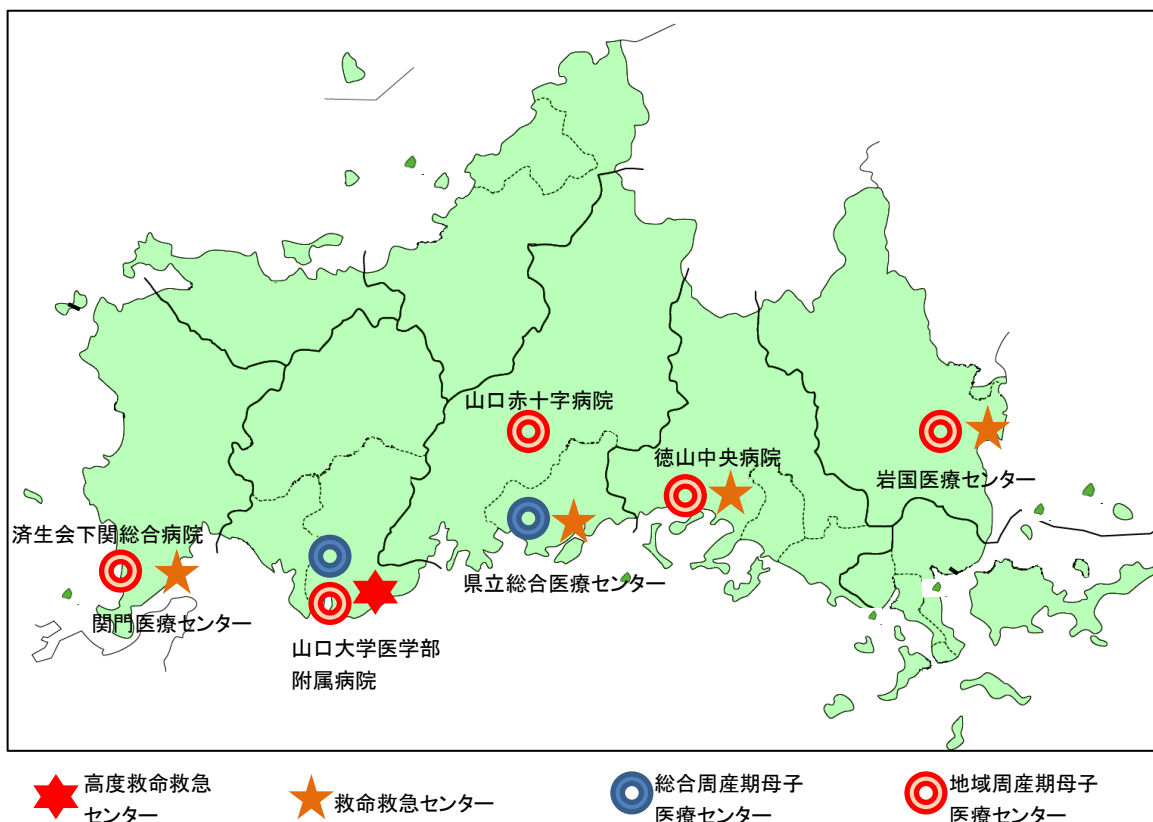 山口赤十字病院
徳山中央病院
岩国医療センター
済生会下関総合病院
県立総合医療センター
関門医療センター
山口大学医学部
附属病院
高度救命救急
センター
救命救急センター
総合周産期母子
医療センター
地域周産期母子
医療センター